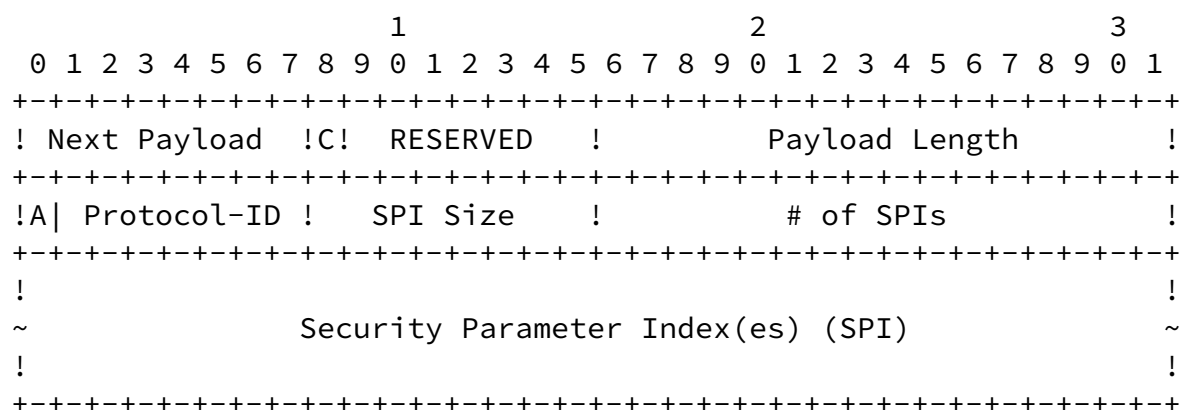 1                   2                   3
 0 1 2 3 4 5 6 7 8 9 0 1 2 3 4 5 6 7 8 9 0 1 2 3 4 5 6 7 8 9 0 1
+-+-+-+-+-+-+-+-+-+-+-+-+-+-+-+-+-+-+-+-+-+-+-+-+-+-+-+-+-+-+-+-+
! Next Payload  !C!  RESERVED   !         Payload Length        !
+-+-+-+-+-+-+-+-+-+-+-+-+-+-+-+-+-+-+-+-+-+-+-+-+-+-+-+-+-+-+-+-+
!A| Protocol-ID !   SPI Size    !          # of SPIs            !
+-+-+-+-+-+-+-+-+-+-+-+-+-+-+-+-+-+-+-+-+-+-+-+-+-+-+-+-+-+-+-+-+
!                                                               !
~               Security Parameter Index(es) (SPI)              ~
!                                                               !
+-+-+-+-+-+-+-+-+-+-+-+-+-+-+-+-+-+-+-+-+-+-+-+-+-+-+-+-+-+-+-+-+